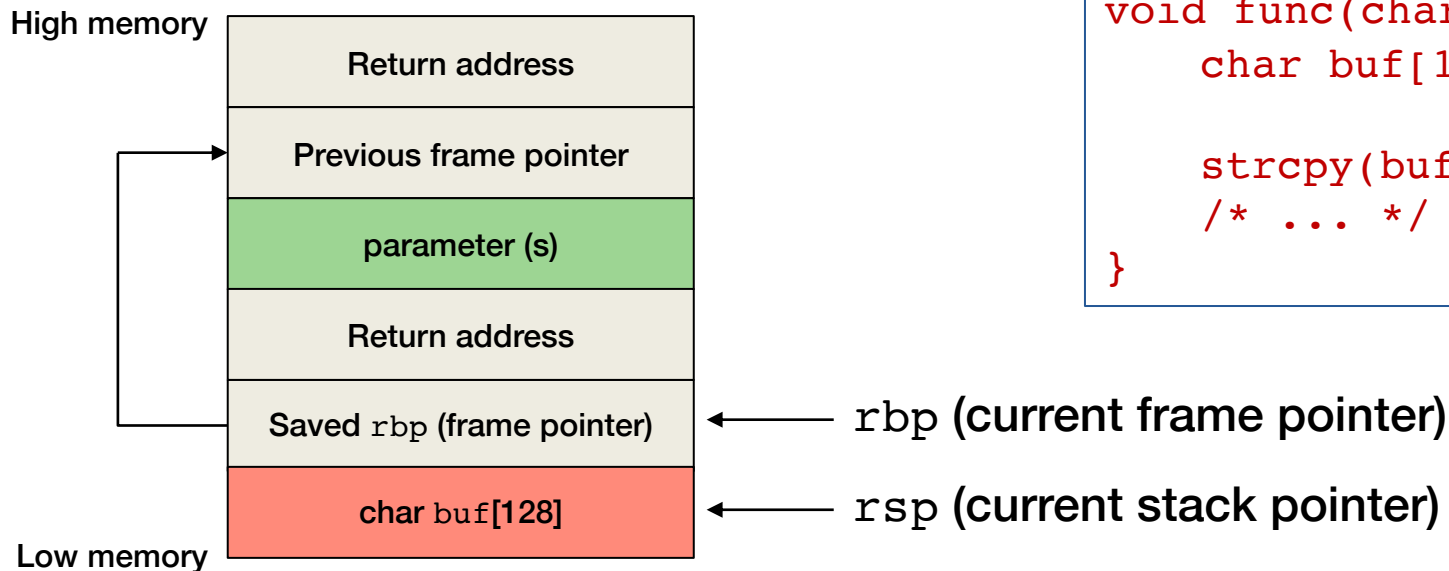 High memory
Return address
Previous frame pointer
parameter (s)
Return address
Saved rbp (frame pointer)
char buf[128]
Low memory
rbp (current frame pointer)
rsp (current stack pointer)
void func(char
char buf[1
strcpy(buf
/* ... */
}